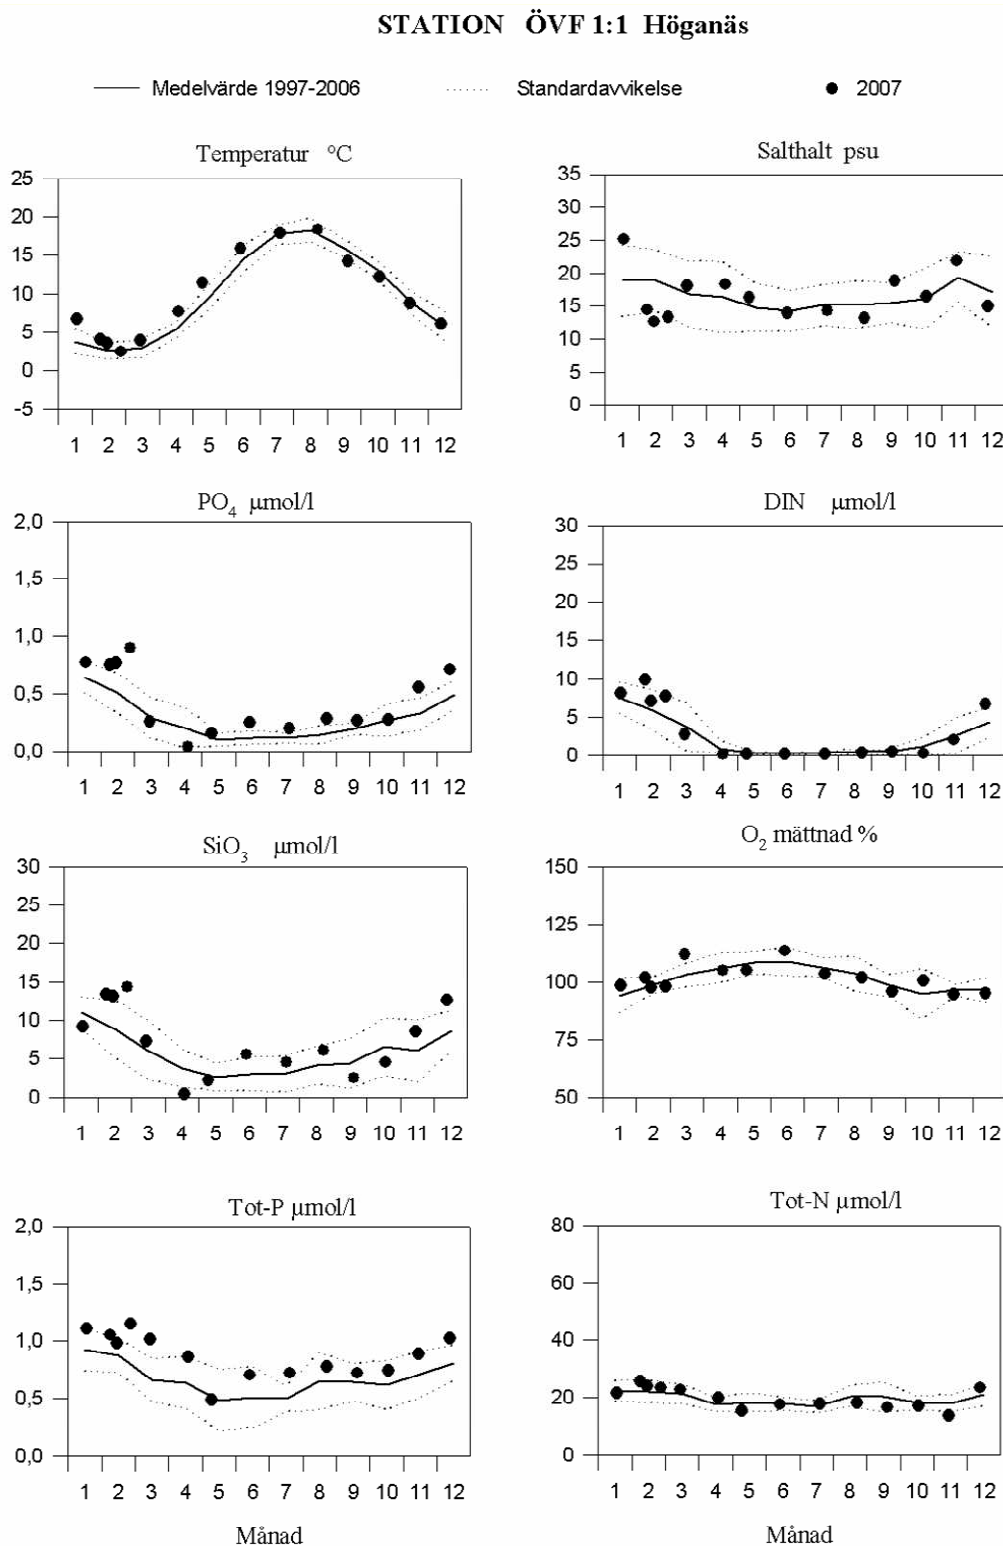 STATION ÖVF 1:1 Höganäs
Medelvärde 1997-2006 Standardavvikelse 2007
Temperatur °C
25
20
15
10
5
0
-5
1 2 3 4 5 6 7 8 9 10 11 12
Salthalt psu
35
30
25
20
15
10
5
0
1 2 3 4 5 6 7 8 9 10 11 12
PO4 µmol/l
2,0
1,5
1,0
0,5
0,0
1 2 3 4 5 6 7 8 9 10 11 12
DIN µmol/l
30
25
20
15
10
5
0
1 2 3 4 5 6 7 8 9 10 11 12
SiO3 µmol/l
30
25
20
15
10
5
0
1 2 3 4 5 6 7 8 9 10 11 12
O2 mättnad %
150
125
100
75
50
1 2 3 4 5 6 7 8 9 10 11 12
Tot-P µmol/l
2,0
1,5
1,0
0,5
0,0
1 2 3 4 5 6 7 8 9 10 11 12
Månad
Tot-N µmol/l
80
60
40
20
0
1 2 3 4 5 6 7 8 9 10 11 12
Månad